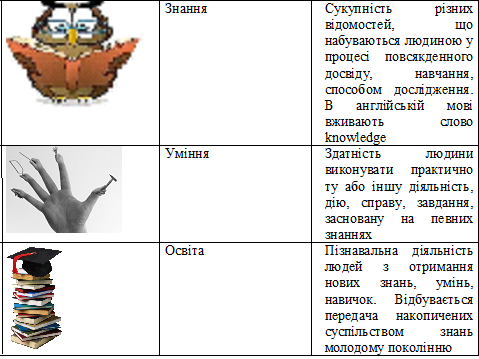 Знання
Сукупність різних
відомостей, що
набуваються людиною у
процесі повсякденного
досвіду, навчання,
способом дослідження.
В англійській мові
вживають слово
knowledge
Уміння
Здатність людини
виконувати практично
ту або іншу діяльність,
дію, справу, завдання,
засновану на певних
знаннях
Освіта
Пізнавальна діяльність
людей з отримання
нових знань, умінь,
навичок. Відбувається
передача накопичених
суспільством знань
молодому поколінню